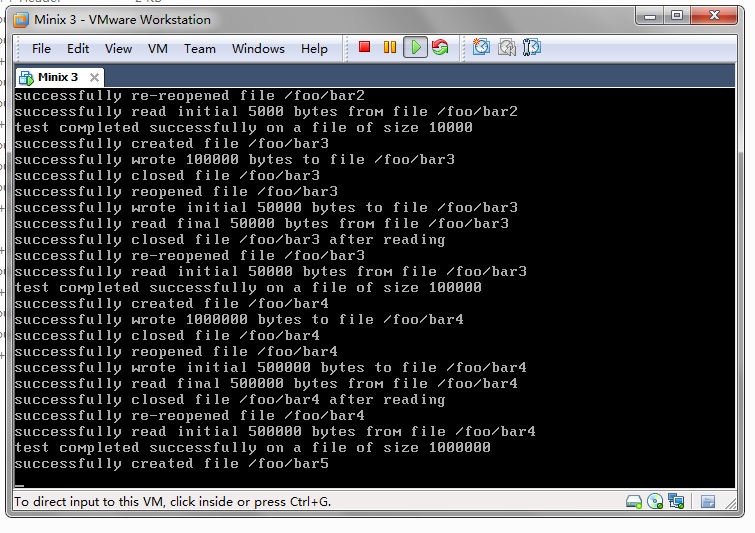 Minix 3 - VMware Workstation
File Edit View VM Team Windows Help
Minix 3
successfully re-reopened file /foo/bar2
successfully read initial 5000 bytes from file /foo/bar2
test completed successfully on a file of size 10000
successfully created file /foo/bar3
successfully wrote 100000 bytes to file /foo/bar3
successfully closed file /foo/bar3
successfully reopened file /foo/bar3
successfully wrote initial 50000 bytes to file /foo/bar3
successfully read final 50000 bytes from file /foo/bar3
successfully closed file /foo/bar3 after reading
successfully re-reopened file /foo/bar3
successfully read initial 50000 bytes from file /foo/bar3
test completed successfully on a file of size 100000
successfully created file /foo/bar4
successfully wrote 1000000 bytes to file /foo/bar4
successfully closed file /foo/bar4
successfully reopened file /foo/bar4
successfully wrote initial 500000 bytes to file /foo/bar4
successfully read final 500000 bytes from file /foo/bar4
successfully closed file /foo/bar4 after reading
successfully re-reopened file /foo/bar4
successfully read initial 500000 bytes from file /foo/bar4
test completed successfully on a file of size 1000000
successfully created file /foo/bar5
_
To direct input to this VM, click inside or press Ctrl+G.